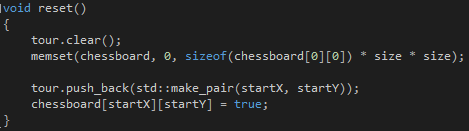 void reset()
{
tour.clear();
memset(chessboard, 0, sizeof(chessboard[0][0]) * size * size);
tour.push_back(std::make_pair(startX, startY));
chessboard[startX][startY] = true;
}